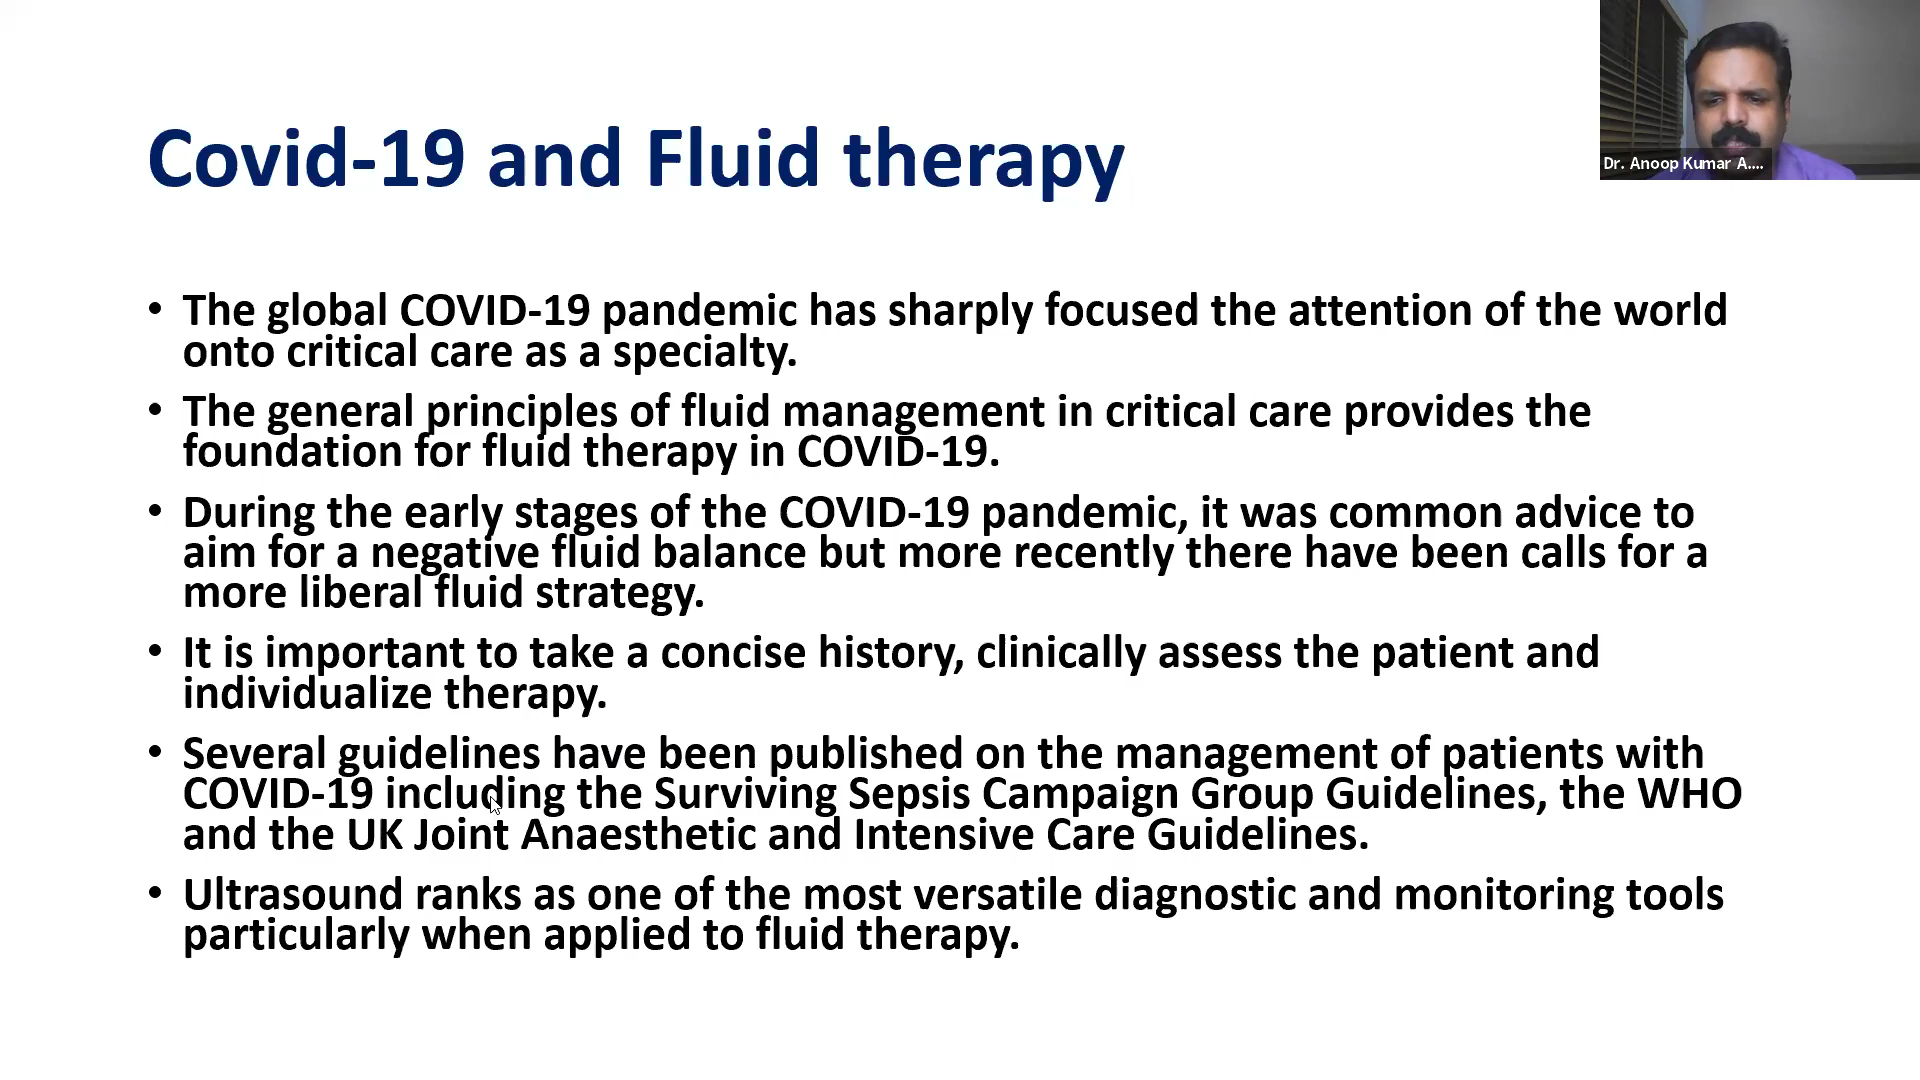 Covid-19 and Fluid therapy
Dr. Anoop Kumar A....
• The global COVID-19 pandemic has sharply focused the attention of the world
onto critical care as a specialty.
• The general principles of fluid management in critical care provides the
foundation for fluid therapy in COVID-19.
• During the early stages of the COVID-19 pandemic, it was common advice to
aim for a negative fluid balance but more recently there have been calls for a
more liberal fluid strategy.
• It is important to take a concise history, clinically assess the patient and
individualize therapy.
• Several guidelines have been published on the management of patients with
COVID-19 including the Surviving Sepsis Campaign Group Guidelines, the WHO
and the UK Joint Anaesthetic and Intensive Care Guidelines.
• Ultrasound ranks as one of the most versatile diagnostic and monitoring tools
particularly when applied to fluid therapy.